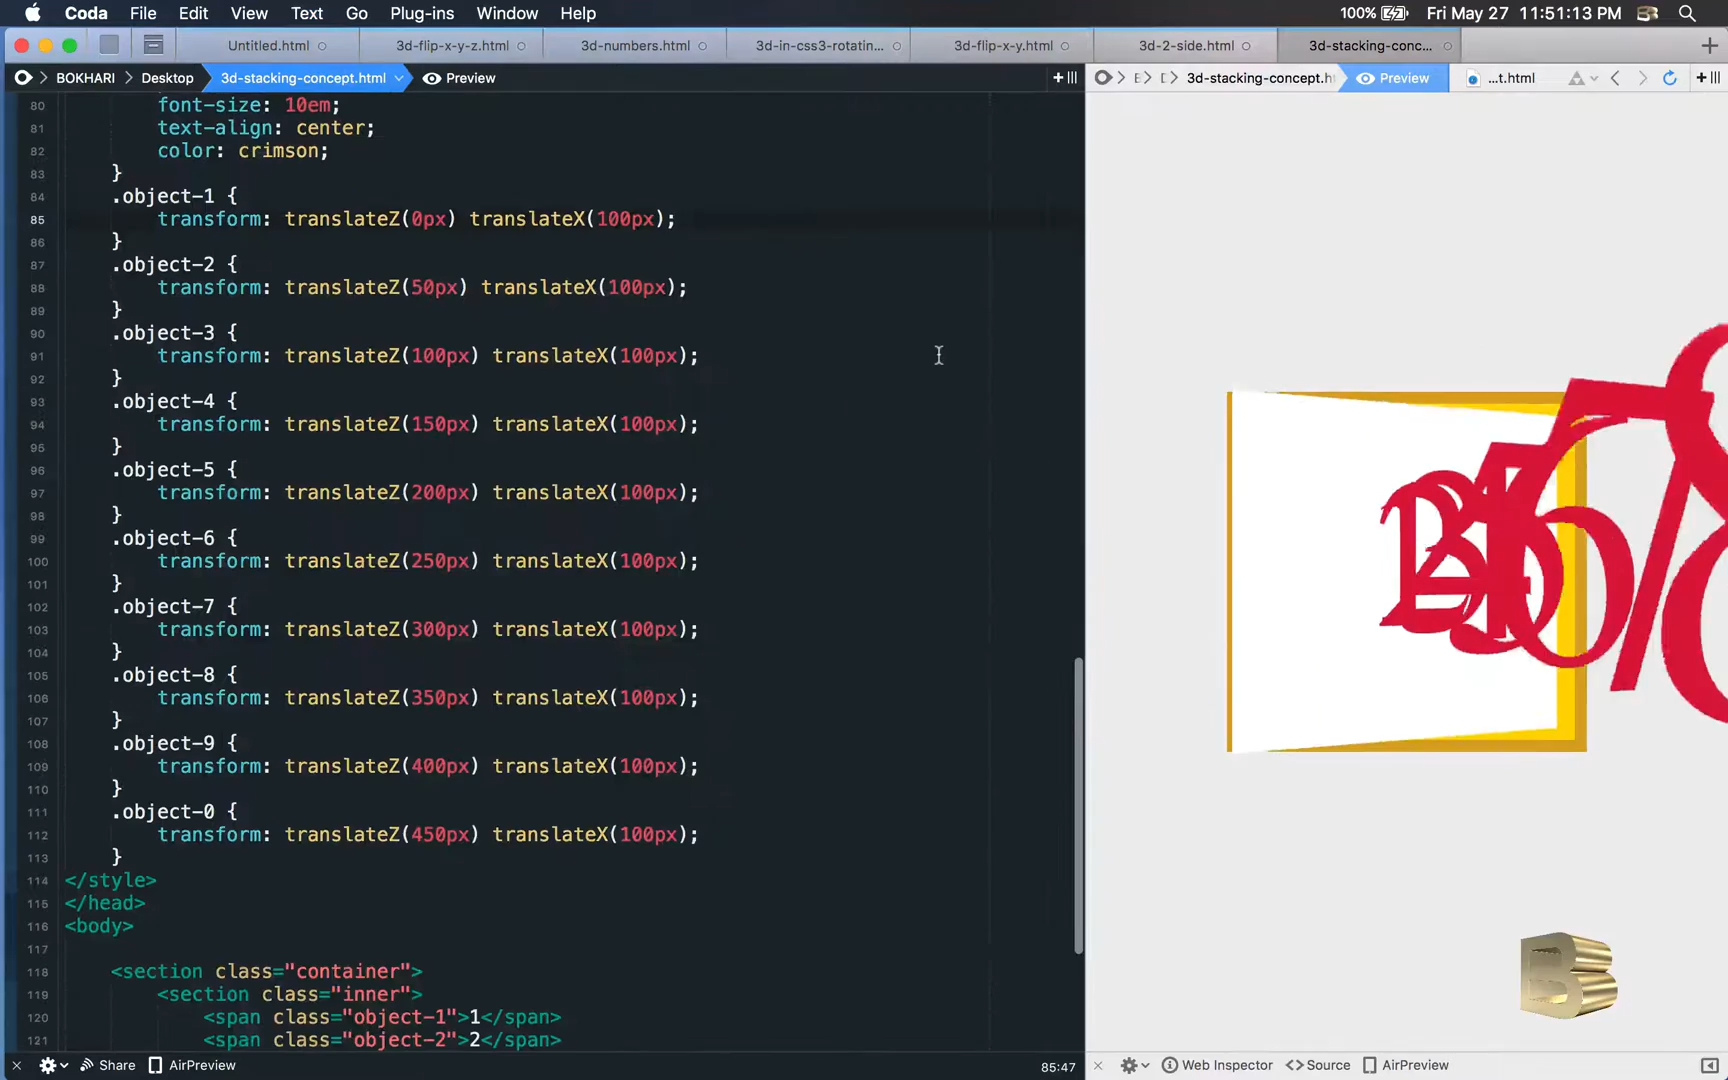 Coda File Edit View Text Go Plug-ins Window Help 100% Fri May 27 11:51:13 PM
Untitled.html 3d-flip-x-y-z.html 3d-numbers.html 3d-in-css3-rotatin... 3d-flip-x-y.html 3d-2-side.html 3d-stacking-conc...
BOKHARI Desktop 3d-stacking-concept.html Preview 3d-stacking-concept.h Preview ...t.html
80 font-size: 10em;
81 text-align: center;
82 color: crimson;
83 }
84 .object-1 {
85 transform: translateZ(0px) translateX(100px);
86 }
87 .object-2 {
88 transform: translateZ(50px) translateX(100px);
89 }
90 .object-3 {
91 transform: translateZ(100px) translateX(100px);
92 }
93 .object-4 {
94 transform: translateZ(150px) translateX(100px);
95 }
96 .object-5 {
97 transform: translateZ(200px) translateX(100px);
98 }
99 .object-6 {
100 transform: translateZ(250px) translateX(100px);
101 }
102 .object-7 {
103 transform: translateZ(300px) translateX(100px);
104 }
105 .object-8 {
106 transform: translateZ(350px) translateX(100px);
107 }
108 .object-9 {
109 transform: translateZ(400px) translateX(100px);
110 }
111 .object-0 {
112 transform: translateZ(450px) translateX(100px);
113 }
114 </style>
115 </head>
116 <body>
117
118 <section class="container">
119 <section class="inner">
120 <span class="object-1">1</span>
121 <span class="object-2">2</span>
B
Share AirPreview 85:47 Web Inspector Source AirPreview